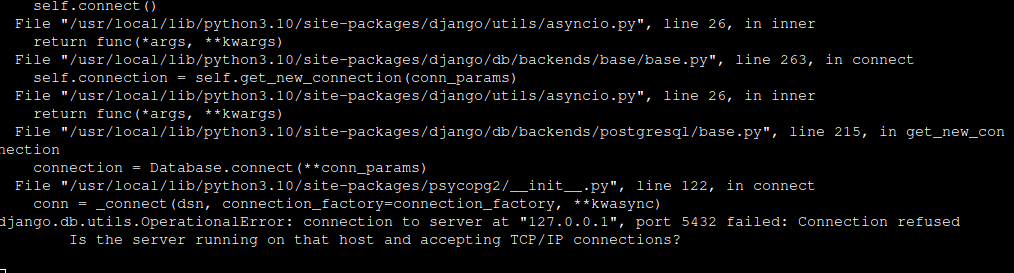 self.connect()
File "/usr/local/lib/python3.10/site-packages/django/utils/asyncio.py", line 26, in inner
return func(*args, **kwargs)
File "/usr/local/lib/python3.10/site-packages/django/db/backends/base/base.py", line 263, in connect
self.connection = self.get_new_connection(conn_params)
File "/usr/local/lib/python3.10/site-packages/django/utils/asyncio.py", line 26, in inner
return func(*args, **kwargs)
File "/usr/local/lib/python3.10/site-packages/django/db/backends/postgresql/base.py", line 215, in get_new_con
nection
connection = Database.connect(**conn_params)
File "/usr/local/lib/python3.10/site-packages/psycopg2/__init__.py", line 122, in connect
conn = _connect(dsn, connection_factory=connection_factory, **kwasync)
django.db.utils.OperationalError: connection to server at "127.0.0.1", port 5432 failed: Connection refused
Is the server running on that host and accepting TCP/IP connections?